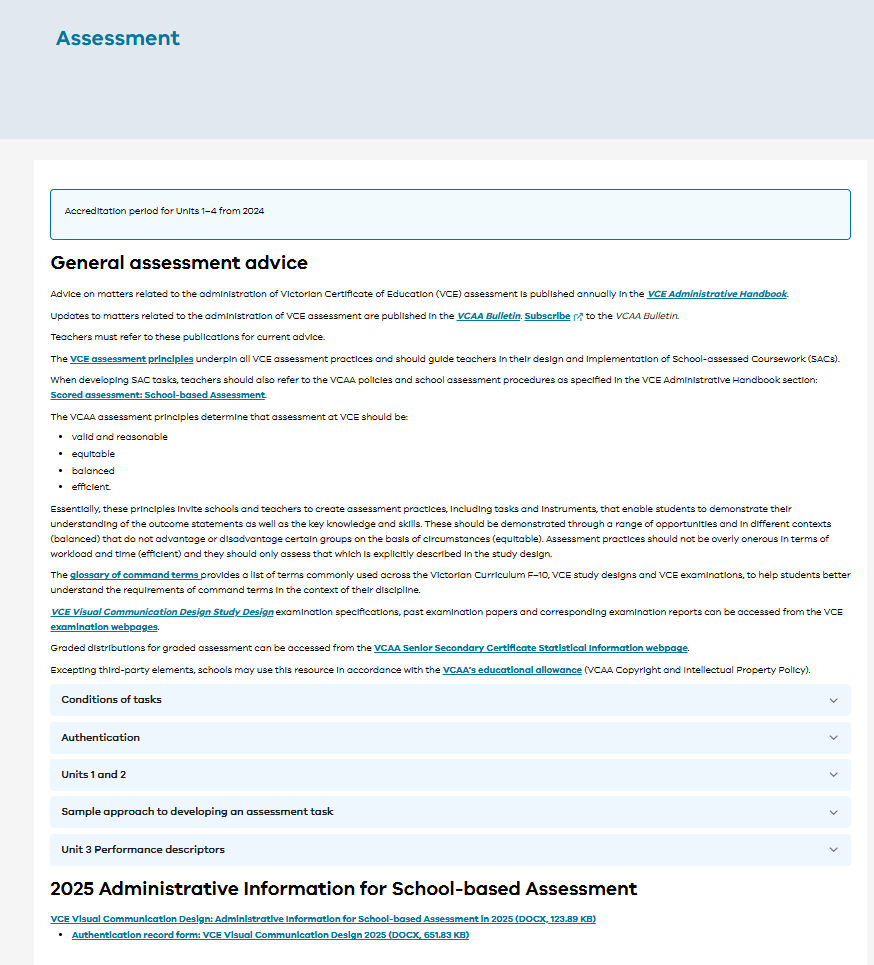 Assessment
Accreditation period for Units 1–4 from 2024
General assessment advice
Advice on matters related to the administration of Victorian Certificate of Education (VCE) assessment is published annually in the VCE Administrative Handbook.
Updates to matters related to the administration of VCE assessment are published in the VCAA Bulletin. Subscribe to the VCAA Bulletin.
Teachers must refer to these publications for current advice.
The VCE assessment principles underpin all VCE assessment practices and should guide teachers in their design and implementation of School-assessed Coursework (SACs).
When developing SAC tasks, teachers should also refer to the VCAA policies and school assessment procedures as specified in the VCE Administrative Handbook section:
Scored assessment: School-based Assessment.
The VCAA assessment principles determine that assessment at VCE should be:
• valid and reasonable
• equitable
• balanced
• efficient.
Essentially, these principles invite schools and teachers to create assessment practices, including tasks and instruments, that enable students to demonstrate their
understanding of the outcome statements as well as the key knowledge and skills. These should be demonstrated through a range of opportunities and in different contexts
(balanced) that do not advantage or disadvantage certain groups on the basis of circumstances (equitable). Assessment practices should not be overly onerous in terms of
workload and time (efficient) and they should only assess that which is explicitly described in the study design.
The glossary of command terms provides a list of terms commonly used across the Victorian Curriculum F–10, VCE study designs and VCE examinations, to help students better
understand the requirements of command terms in the context of their discipline.
VCE Visual Communication Design Study Design examination specifications, past examination papers and corresponding examination reports can be accessed from the VCE
examination webpages.
Graded distributions for graded assessment can be accessed from the VCAA Senior Secondary Certificate Statistical Information webpage.
Excepting third-party elements, schools may use this resource in accordance with the VCAA's educational allowance (VCAA Copyright and Intellectual Property Policy).
Conditions of tasks
Authentication
Units 1 and 2
Sample approach to developing an assessment task
Unit 3 Performance descriptors
2025 Administrative Information for School-based Assessment
VCE Visual Communication Design: Administrative Information for School-based Assessment in 2025 (DOCX, 123.89 KB)
• Authentication record form: VCE Visual Communication Design 2025 (DOCX, 651.83 KB)